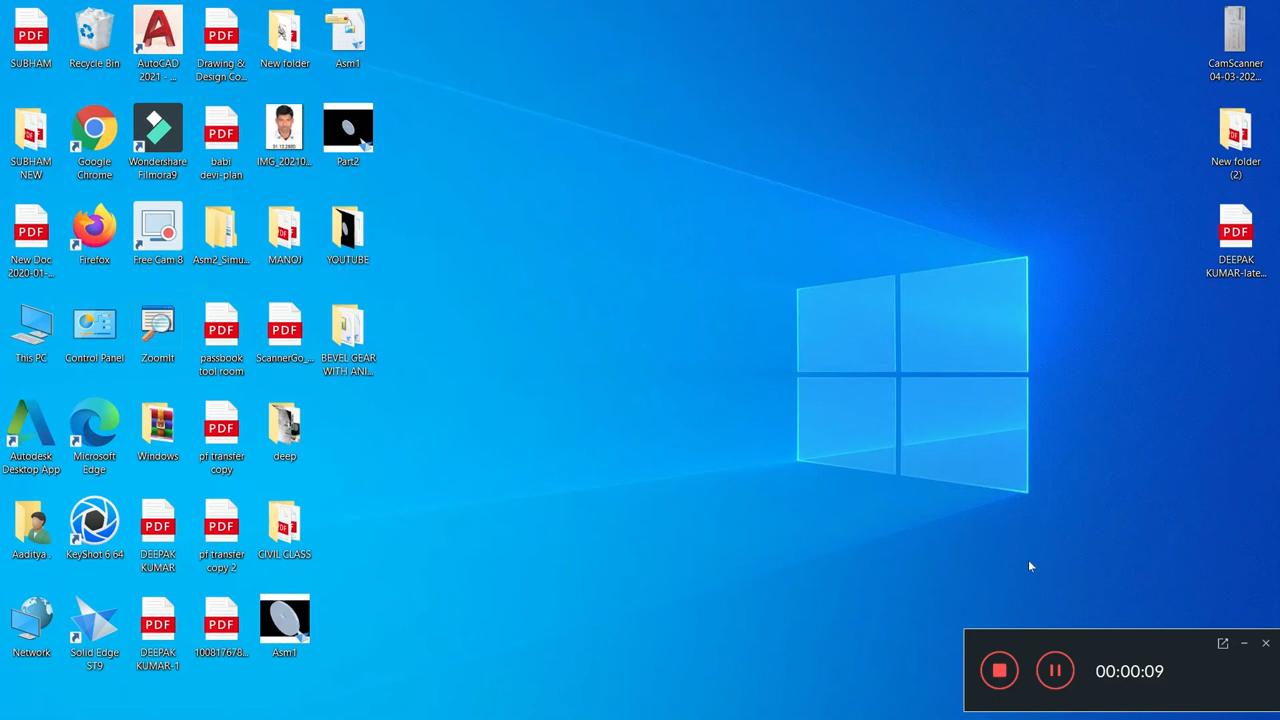 PDF
SUBHAM
Recycle Bin
AutoCAD
2021 - ...
PDF
Drawing &
Design Co...
New folder
Asm1
CamScanner
04-03-202...
SUBHAM
NEW
Google
Chrome
Wondershare
Filmora9
PDF
babi
devi-plan
31.12.2020
IMG_20210...
Part2
New folder
(2)
PDF
New Doc
2020-01-...
Firefox
Free Cam 8
Asm2_Simu...
MANOJ
YOUTUBE
PDF
DEEPAK
KUMAR-late...
This PC
Control Panel
ZoomIt
PDF
passbook
tool room
PDF
ScannerGo_...
BEVEL GEAR
WITH ANI...
Autodesk
Desktop App
Microsoft
Edge
Windows
PDF
pf transfer
copy
deep
Aaditya .
KeyShot 6 64
PDF
DEEPAK
KUMAR
PDF
pf transfer
copy 2
CIVIL CLASS
Network
Solid Edge
ST9
PDF
DEEPAK
KUMAR-1
PDF
100817678...
Asm1
00:00:09